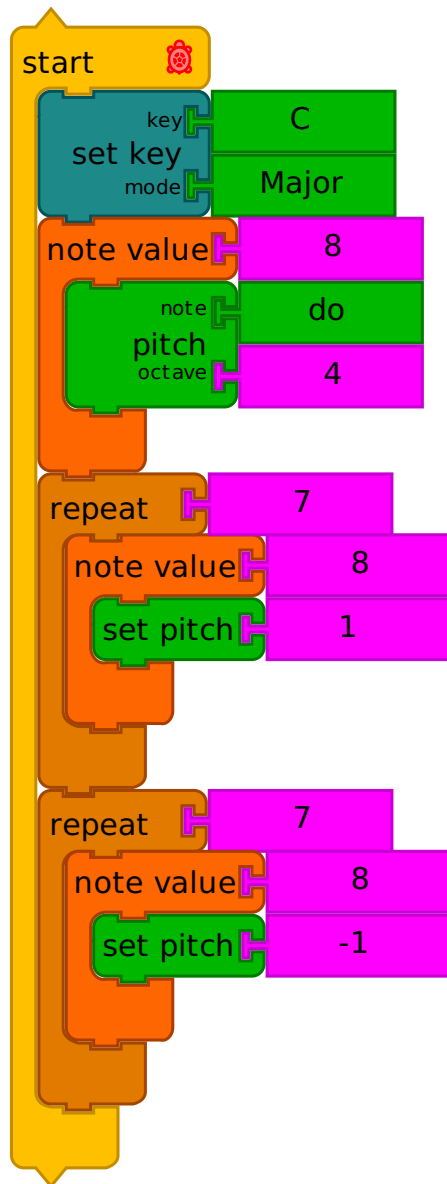 start
key C
set key
mode Major
note value 8
note do
pitch
octave 4
repeat 7
note value 8
set pitch 1
repeat 7
note value 8
set pitch -1